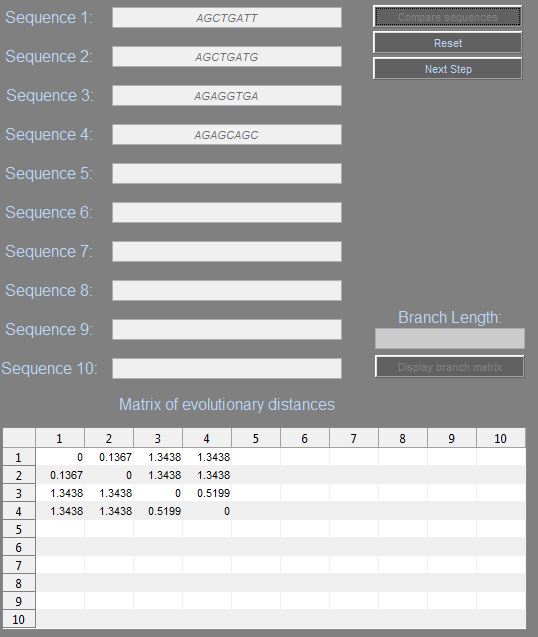 Sequence 1: AGCTGATT Compare sequences
Sequence 2: AGCTGATG Reset
Next Step
Sequence 3: AGAGGTGA
Sequence 4: AGAGCAGC
Sequence 5:
Sequence 6:
Sequence 7:
Sequence 8:
Branch Length:
Sequence 9:
Sequence 10: Display branch matrix
Matrix of evolutionary distances
1 2 3 4 5 6 7 8 9 10
1 0 0.1367 1.3438 1.3438
2 0.1367 0 1.3438 1.3438
3 1.3438 1.3438 0 0.5199
4 1.3438 1.3438 0.5199 0
5
6
7
8
9
10